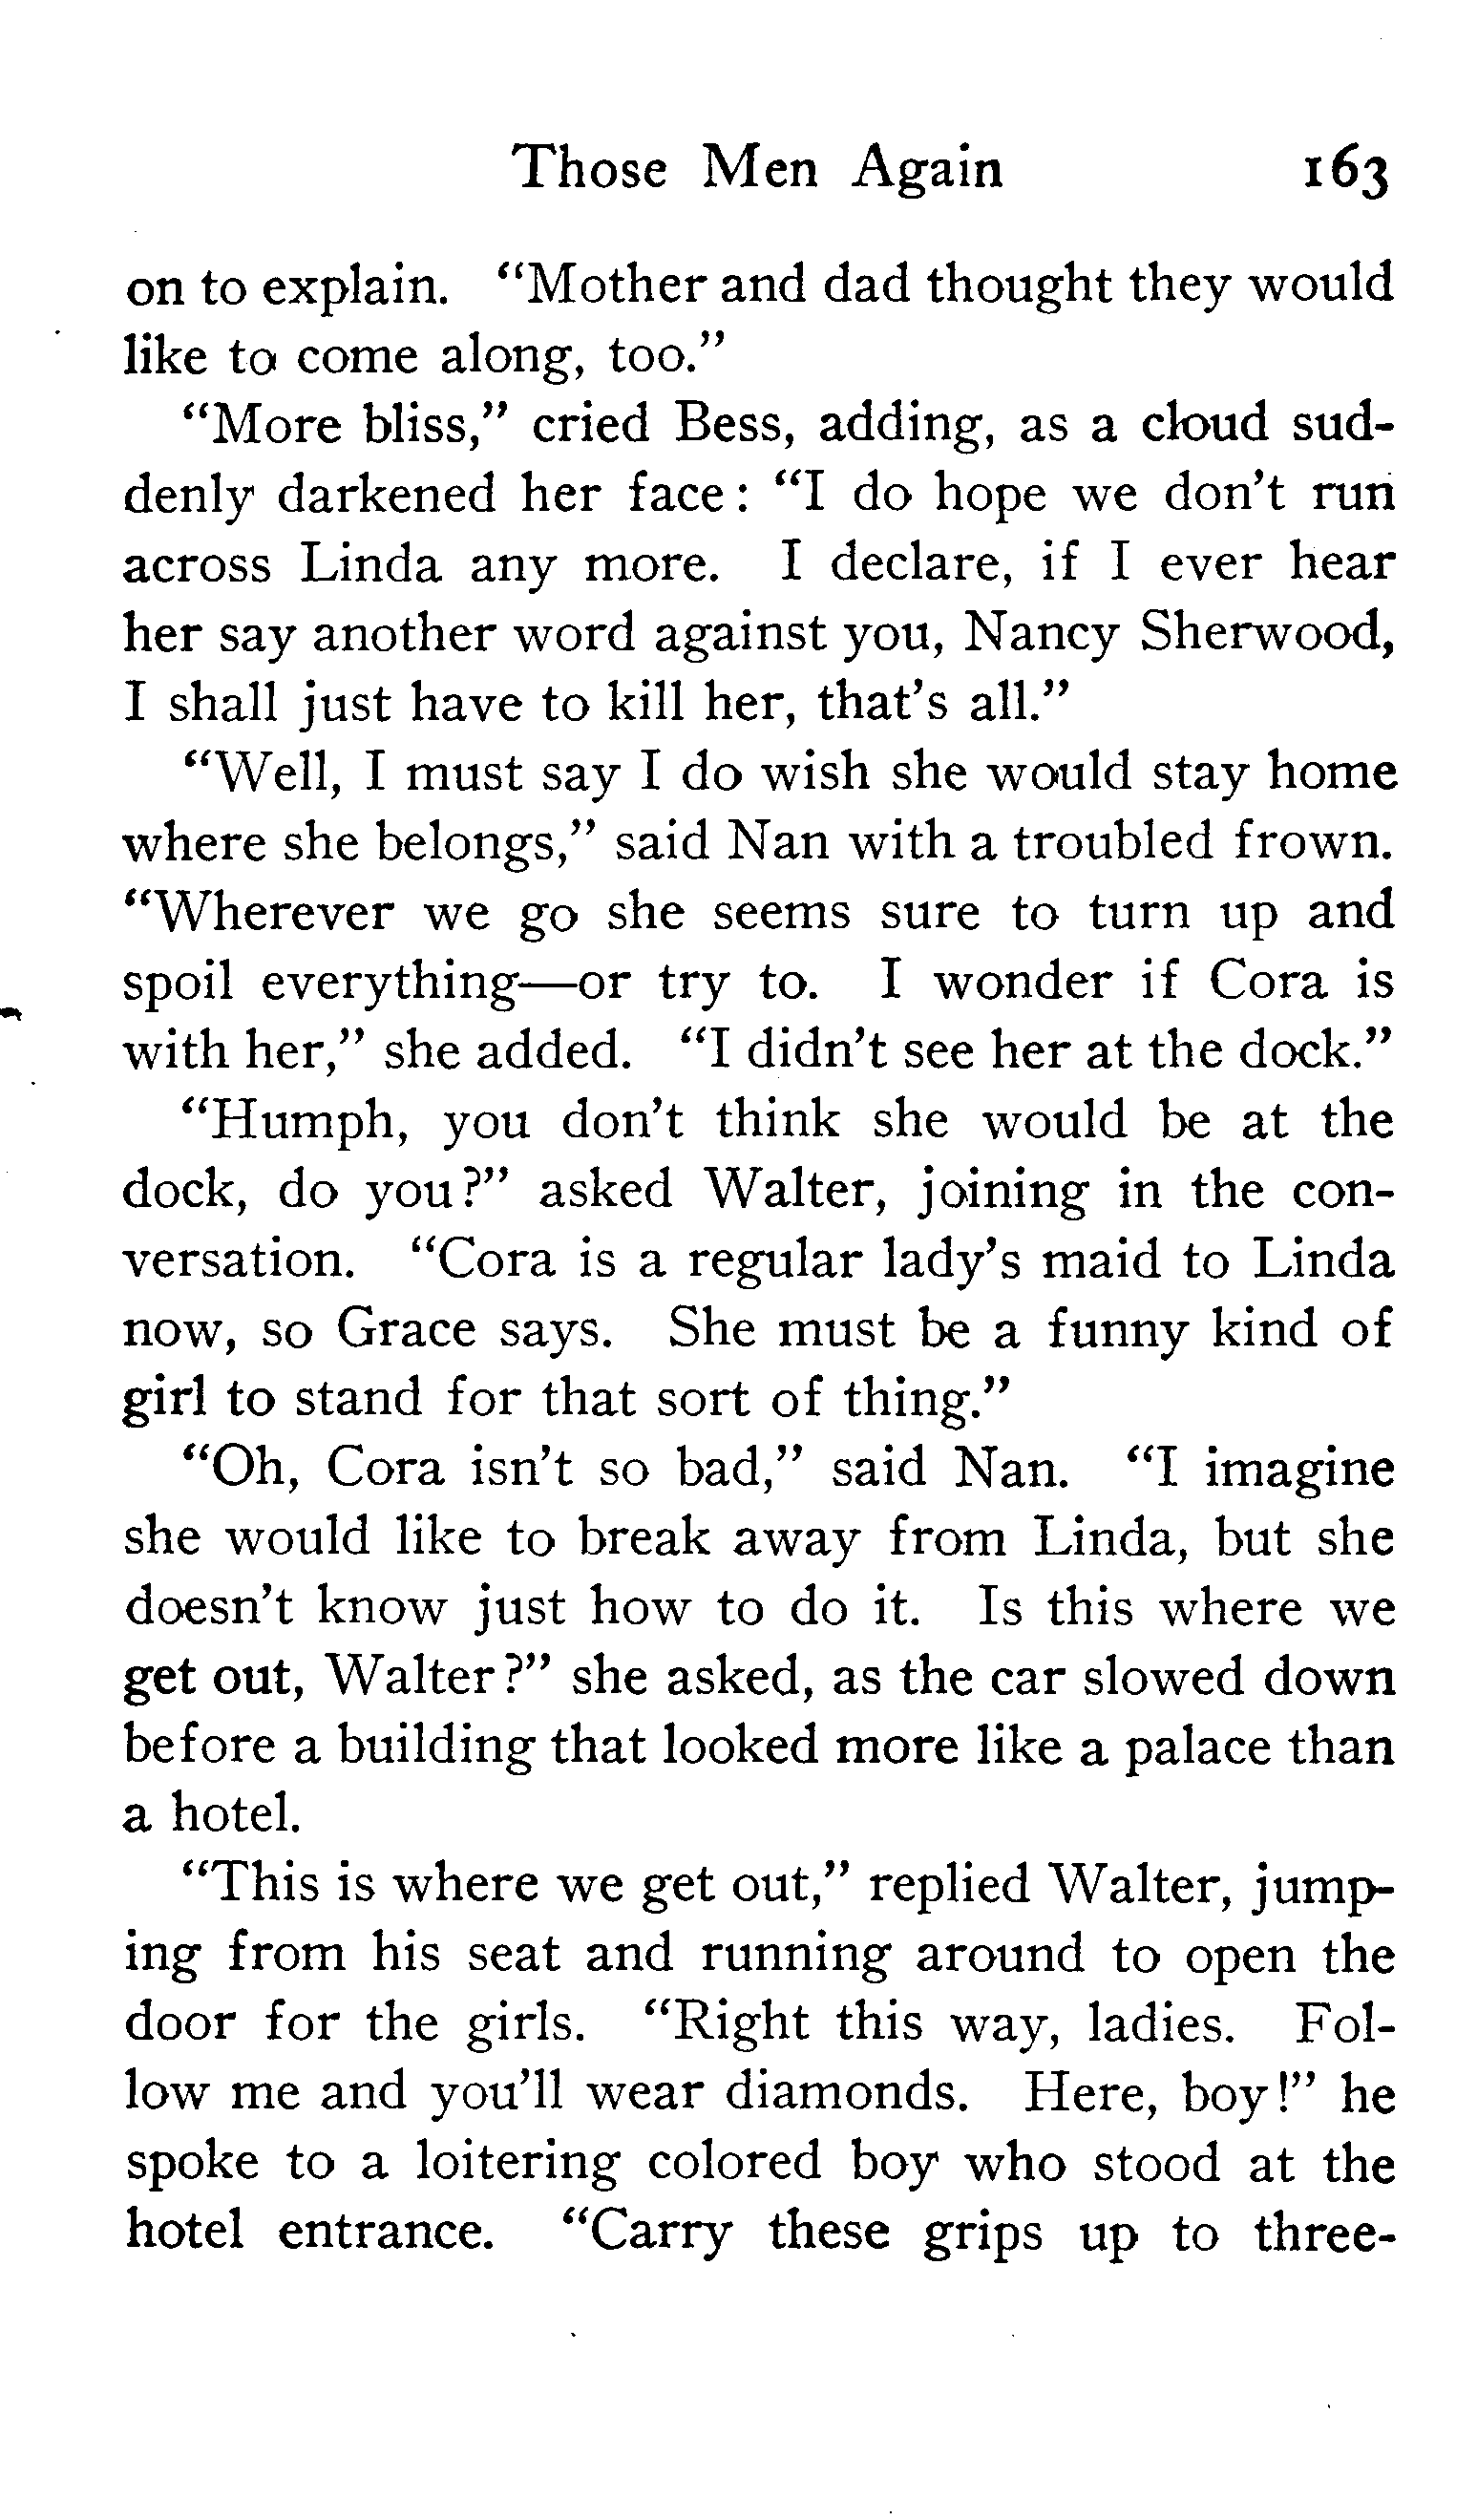 Those Men Again 163
on to explain. “Mother and dad thought they would
like to come along, too.”
“More bliss,” cried Bess, adding, as a cloud sud-
denly darkened her face: “I do hope we don’t run
across Linda any more. I declare, if I ever hear
her say another word against you, Nancy Sherwood,
I shall just have to kill her, that’s all.”
“Well, I must say I do wish she would stay home
where she belongs,” said Nan with a troubled frown.
“Wherever we go she seems sure to turn up and
spoil everything—or try to. I wonder if Cora is
with her,” she added. “I didn’t see her at the dock.”
“Humph, you don’t think she would be at the
dock, do you?” asked Walter, joining in the con-
versation. “Cora is a regular lady’s maid to Linda
now, so Grace says. She must be a funny kind of
girl to stand for that sort of thing.”
“Oh, Cora isn’t so bad,” said Nan. “I imagine
she would like to break away from Linda, but she
doesn’t know just how to do it. Is this where we
get out, Walter?” she asked, as the car slowed down
before a building that looked more like a palace than
a hotel.
“This is where we get out,” replied Walter, jump-
ing from his seat and running around to open the
door for the girls. “Right this way, ladies. Fol-
low me and you’ll wear diamonds. Here, boy!” he
spoke to a loitering colored boy who stood at the
hotel entrance. “Carry these grips up to three-